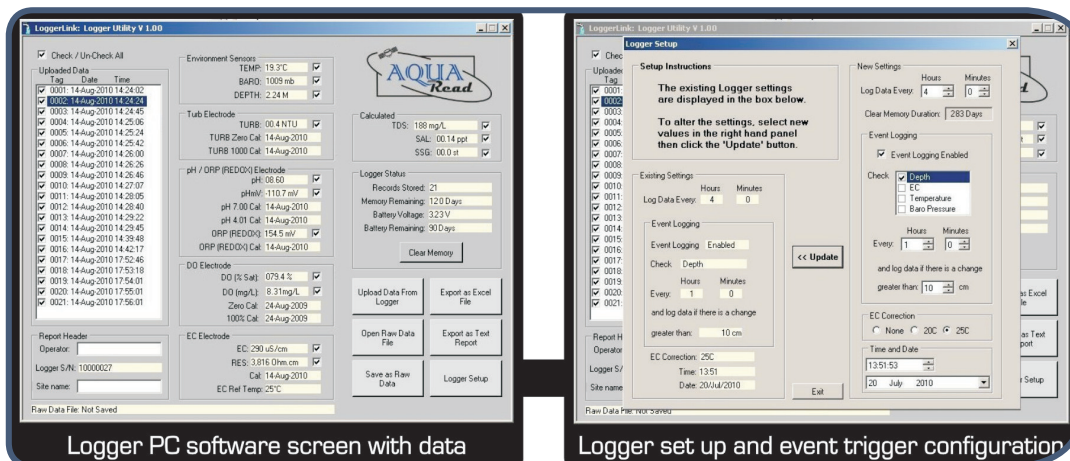 LoggerLink: Logger Utility V 1.00
Check / Un-Check All
Uploaded Data
Tag Date Time
0001: 14-Aug-2010 14:24:02
0002: 14-Aug-2010 14:24:24
0003: 14-Aug-2010 14:24:45
0004: 14-Aug-2010 14:25:06
0005: 14-Aug-2010 14:25:24
0006: 14-Aug-2010 14:25:42
0007: 14-Aug-2010 14:26:00
0008: 14-Aug-2010 14:26:26
0009: 14-Aug-2010 14:26:46
0010: 14-Aug-2010 14:27:07
0011: 14-Aug-2010 14:28:05
0012: 14-Aug-2010 14:28:40
0013: 14-Aug-2010 14:29:22
0014: 14-Aug-2010 14:29:45
0015: 14-Aug-2010 14:39:48
0016: 14-Aug-2010 14:42:17
0017: 14-Aug-2010 17:52:46
0018: 14-Aug-2010 17:53:18
0019: 14-Aug-2010 17:54:01
0020: 14-Aug-2010 17:55:01
0021: 14-Aug-2010 17:56:01
Report Header
Operator:
Logger S/N: 10000027
Site name:
Raw Data File: Not Saved
Environment Sensors
TEMP: 19.3°C
BARO: 1009 mb
DEPTH: 2.24 M
Turb Electrode
TURB: 00.4 NTU
TURB Zero Cal: 14-Aug-2010
TURB 1000 Cal: 14-Aug-2010
pH / ORP (REDOX) Electrode
pH: 08.60
pHmV: -110.7 mV
pH 7.00 Cal: 14-Aug-2010
pH 4.01 Cal: 14-Aug-2010
ORP (REDOX): 154.5 mV
ORP (REDOX) Cal: 14-Aug-2010
DO Electrode
DO (% Sat): 079.4 %
DO (mg/L): 8.31mg/L
Zero Cal: 24-Aug-2009
100% Cal: 24-Aug-2009
EC Electrode
EC: 290 uS/cm
RES: 3,816 Ohm.cm
Cal: 14-Aug-2010
EC Ref Temp: 25°C
AQUA
Read
Calculated
TDS: 188 mg/L
SAL: 00.14 ppt
SSG: 00.0 st
Logger Status
Records Stored: 21
Memory Remaining: 120 Days
Battery Voltage: 3.23 V
Battery Remaining: 90 Days
Clear Memory
Upload Data From Logger
Export as Excel File
Open Raw Data File
Export as Text Report
Save as Raw Data
Logger Setup
Logger PC software screen with data
LoggerLink: Logger Utility V 1.00
Logger Setup
Setup Instructions
The existing Logger settings
are displayed in the box below.
To alter the settings, select new
values in the right hand panel
then click the 'Update' button.
Existing Settings
Hours Minutes
Log Data Every: 4 0
Event Logging
Event Logging Enabled
Check Depth
Hours Minutes
Every: 1 0
and log data if there is a change
greater than: 10 cm
EC Correction: 25C
Time: 13:51
Date: 20/Jul/2010
<< Update
Exit
New Settings
Hours Minutes
Log Data Every: 4 0
Clear Memory Duration: 283 Days
Event Logging
Event Logging Enabled
Check
Depth
EC
Temperature
Baro Pressure
Hours Minutes
Every: 1 0
and log data if there is a change
greater than: 10 cm
EC Correction
None 20C 25C
Time and Date
13:51:53
20 July 2010
Raw Data File: Not Saved
Logger set up and event trigger configuration